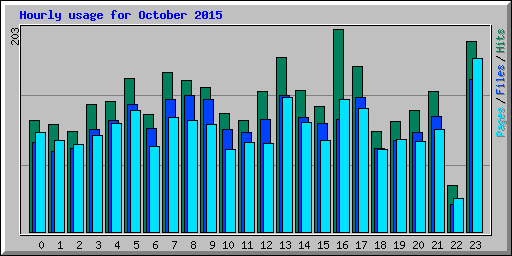 Hourly usage for October 2015
203
Pages / Files / Hits
0 1 2 3 4 5 6 7 8 9 10 11 12 13 14 15 16 17 18 19 20 21 22 23